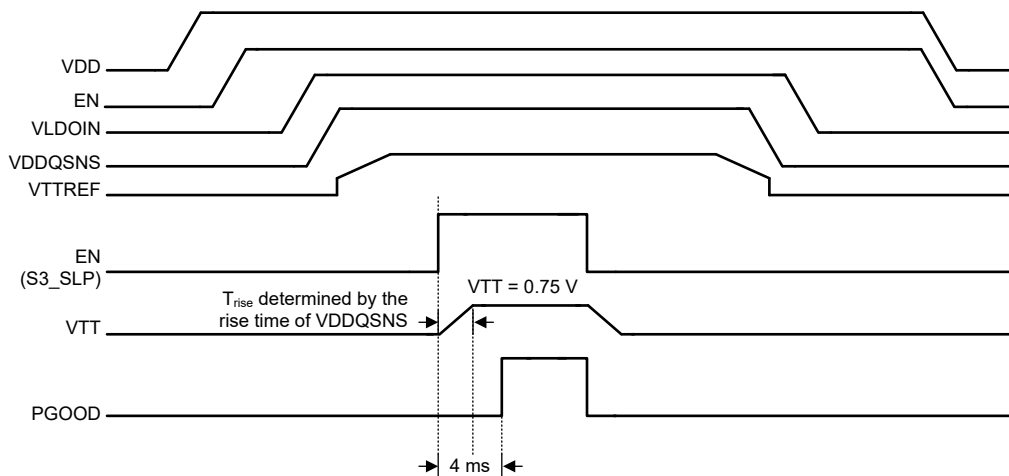 VDD
EN
VLDOIN
VDDQSNS
VTTREF
EN
(S3_SLP)
VTT = 0.75 V
Trise determined by the
rise time of VDDQSNS
VTT
PGOOD
4 ms